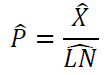 P̂ = X̂ / L̂N̂